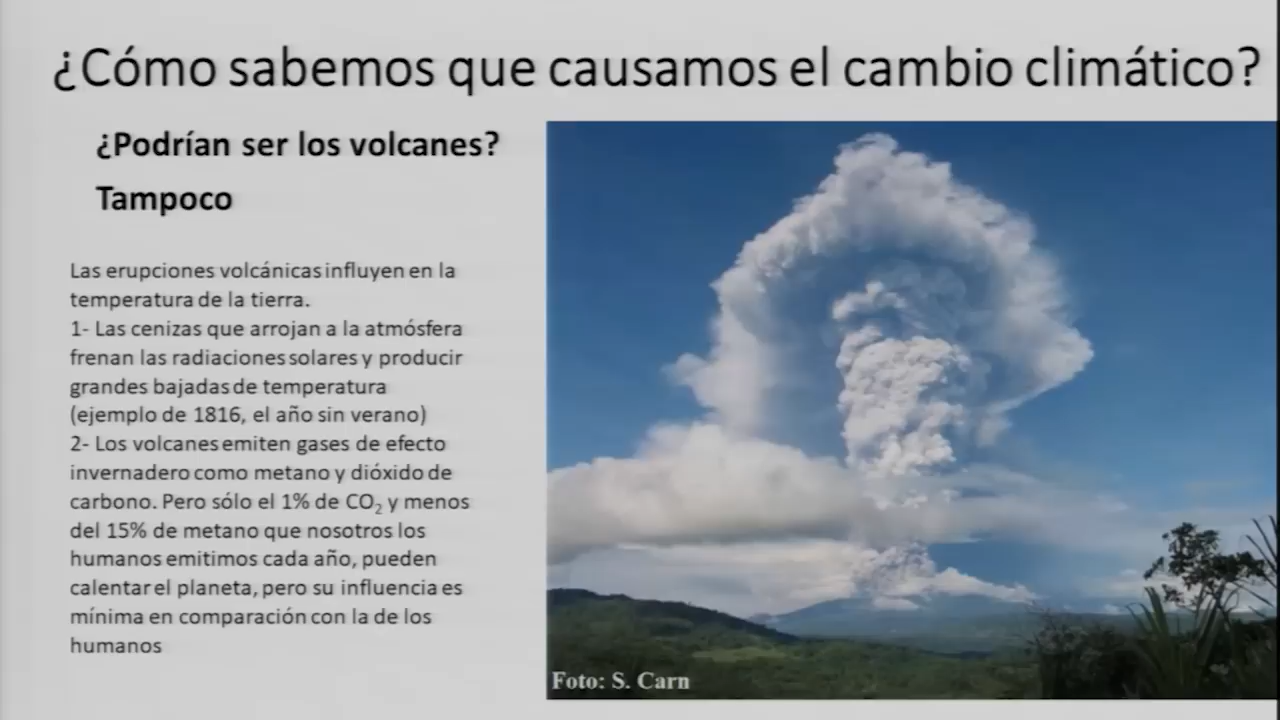 ¿Cómo sabemos que causamos el cambio climático?
¿Podrían ser los volcanes?
Tampoco
Las erupciones volcánicas influyen en la
temperatura de la tierra.
1- Las cenizas que arrojan a la atmósfera
frenan las radiaciones solares y producir
grandes bajadas de temperatura
(ejemplo de 1816, el año sin verano)
2- Los volcanes emiten gases de efecto
invernadero como metano y dióxido de
carbono. Pero sólo el 1% de CO₂ y menos
del 15% de metano que nosotros los
humanos emitimos cada año, pueden
calentar el planeta, pero su influencia es
mínima en comparación con la de los
humanos
Foto: S. Carn